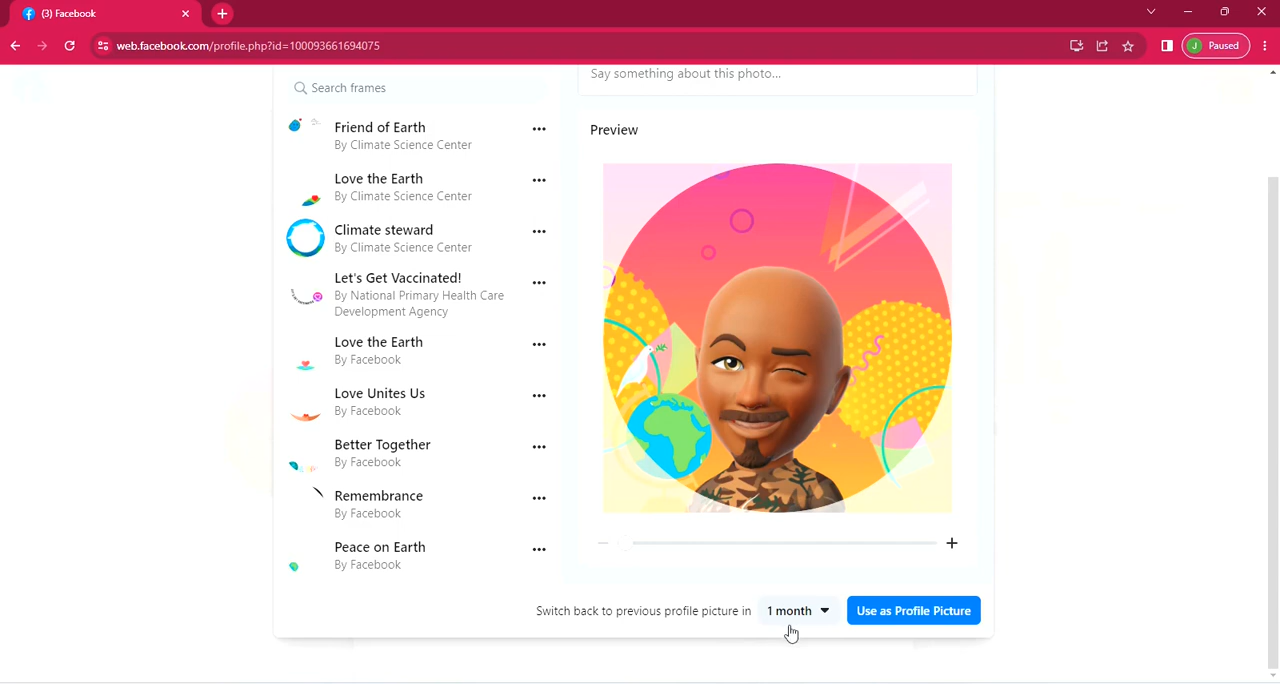 (3) Facebook
web.facebook.com/profile.php?id=100093661694075
J Paused
Search frames
Friend of Earth
By Climate Science Center
Love the Earth
By Climate Science Center
Climate steward
By Climate Science Center
Let's Get Vaccinated!
By National Primary Health Care
Development Agency
Love the Earth
By Facebook
Love Unites Us
By Facebook
Better Together
By Facebook
Remembrance
By Facebook
Peace on Earth
By Facebook
Say something about this photo...
Preview
Switch back to previous profile picture in 1 month Use as Profile Picture